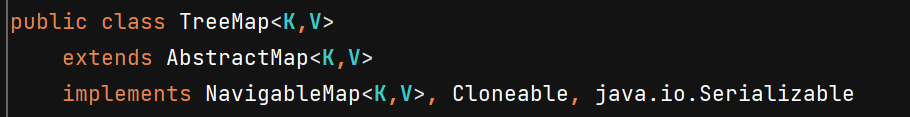 public class TreeMap<K,V>
    extends AbstractMap<K,V>
    implements NavigableMap<K,V>, Cloneable, java.io.Serializable